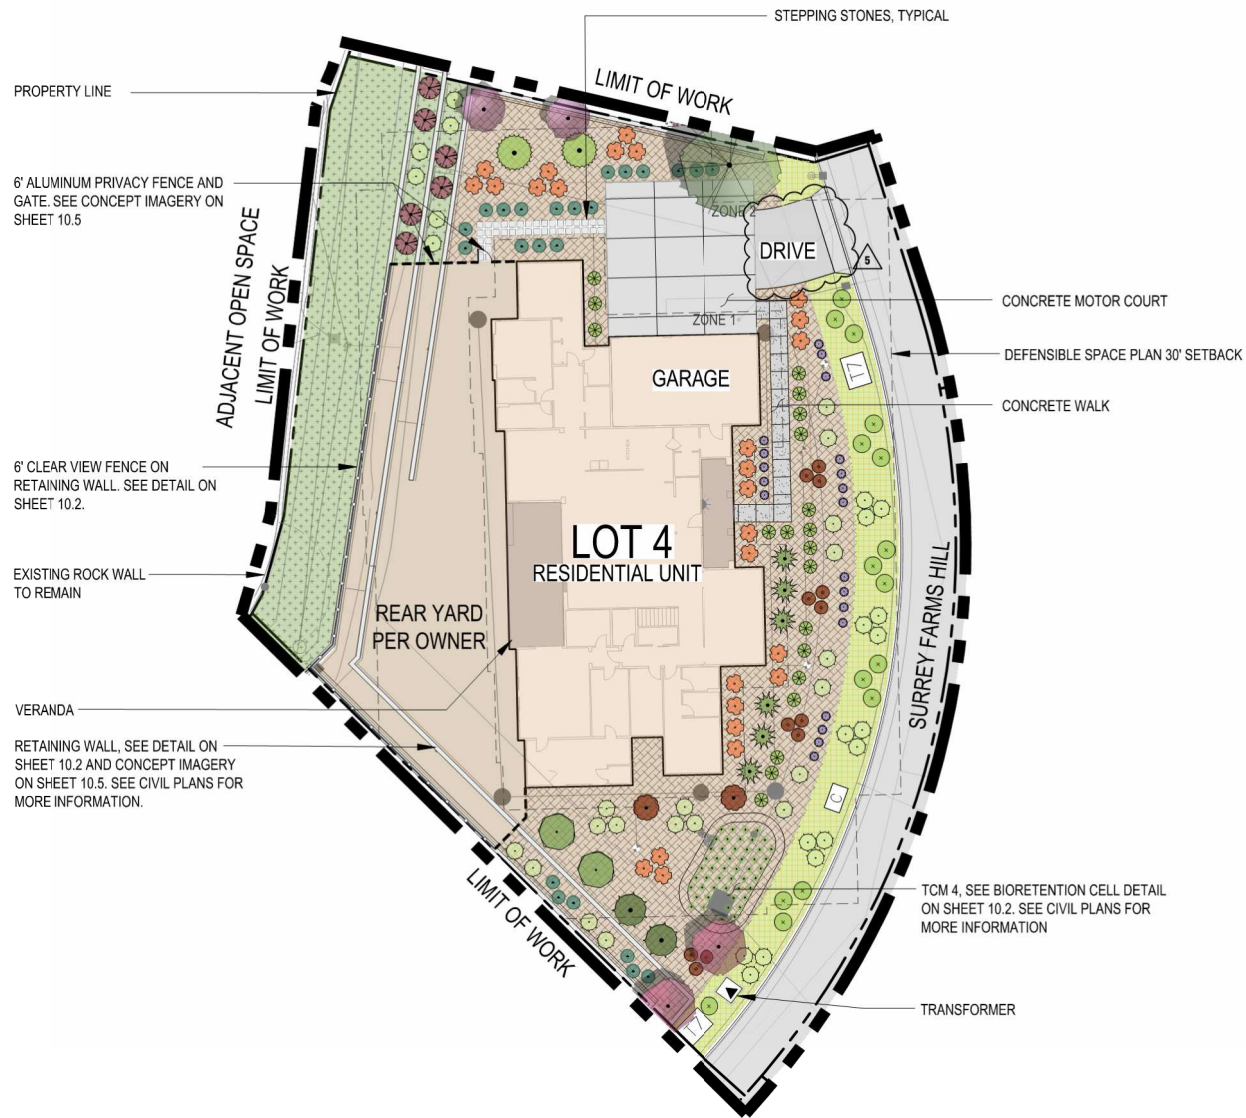 STEPPING STONES, TYPICAL
LIMIT OF WORK
PROPERTY LINE
6' ALUMINUM PRIVACY FENCE AND
GATE. SEE CONCEPT IMAGERY ON
SHEET 10.5
ADJACENT OPEN SPACE
LIMIT OF WORK
ZONE 2
DRIVE
5
CONCRETE MOTOR COURT
ZONE 1
DEFENSIBLE SPACE PLAN 30' SETBACK
GARAGE
CONCRETE WALK
6' CLEAR VIEW FENCE ON
RETAINING WALL. SEE DETAIL ON
SHEET 10.2.
LOT 4
RESIDENTIAL UNIT
EXISTING ROCK WALL
TO REMAIN
REAR YARD
PER OWNER
SURREY FARMS HILL
VERANDA
RETAINING WALL, SEE DETAIL ON
SHEET 10.2 AND CONCEPT IMAGERY
ON SHEET 10.5. SEE CIVIL PLANS FOR
MORE INFORMATION.
C
LIMIT OF WORK
TCM 4, SEE BIORETENTION CELL DETAIL
ON SHEET 10.2. SEE CIVIL PLANS FOR
MORE INFORMATION
TRANSFORMER